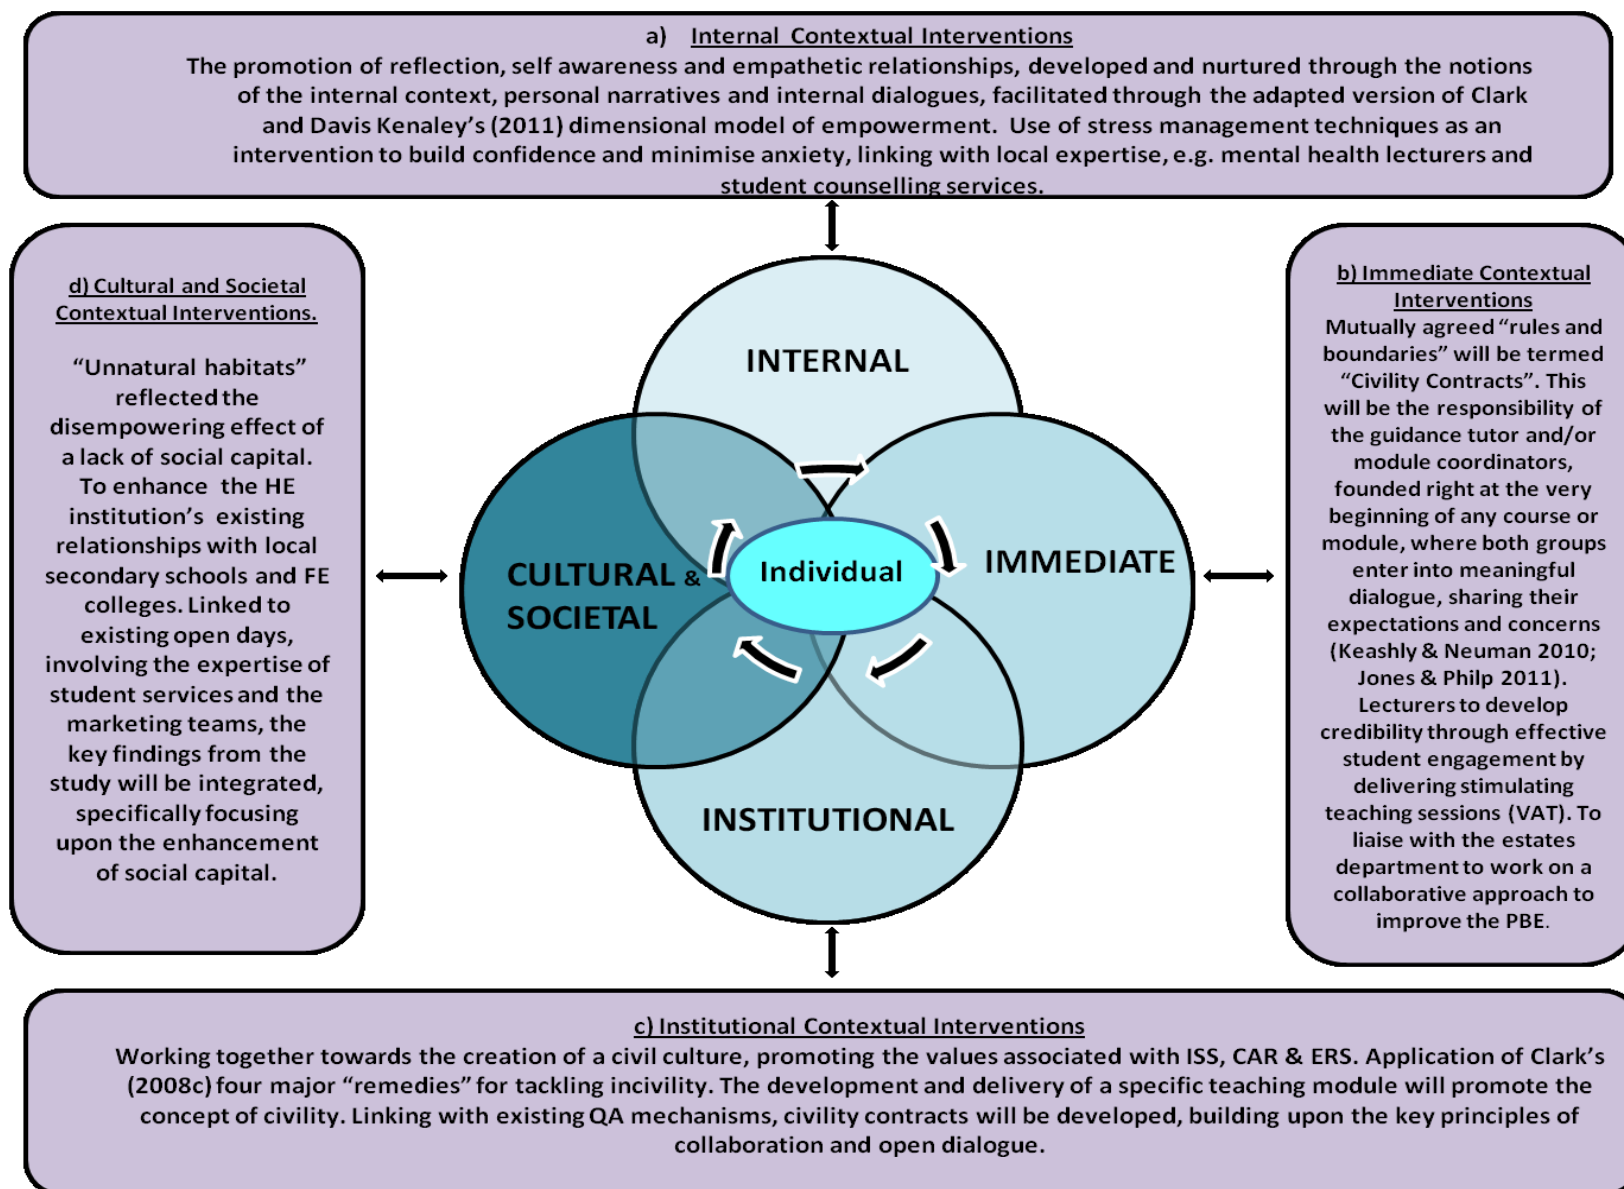 a) Internal Contextual Interventions
The promotion of reflection, self awareness and empathetic relationships, developed and nurtured through the notions
of the internal context, personal narratives and internal dialogues, facilitated through the adapted version of Clark
and Davis Kenaley's (2011) dimensional model of empowerment. Use of stress management techniques as an
intervention to build confidence and minimise anxiety, linking with local expertise, e.g. mental health lecturers and
student counselling services.
d) Cultural and Societal
Contextual Interventions.
“Unnatural habitats”
reflected the
disempowering effect of
a lack of social capital.
To enhance the HE
institution's existing
relationships with local
secondary schools and FE
colleges. Linked to
existing open days,
involving the expertise of
student services and the
marketing teams, the
key findings from the
study will be integrated,
specifically focusing
upon the enhancement
of social capital.
INTERNAL
CULTURAL &
SOCIETAL
Individual
IMMEDIATE
INSTITUTIONAL
b) Immediate Contextual
Interventions
Mutually agreed “rules and
boundaries” will be termed
“Civility Contracts”. This
will be the responsibility of
the guidance tutor and/or
module coordinators,
founded right at the very
beginning of any course or
module, where both groups
enter into meaningful
dialogue, sharing their
expectations and concerns
(Keashly & Neuman 2010;
Jones & Philp 2011).
Lecturers to develop
credibility through effective
student engagement by
delivering stimulating
teaching sessions (VAT). To
liaise with the estates
department to work on a
collaborative approach to
improve the PBE.
c) Institutional Contextual Interventions
Working together towards the creation of a civil culture, promoting the values associated with ISS, CAR & ERS. Application of Clark's
(2008c) four major “remedies” for tackling incivility. The development and delivery of a specific teaching module will promote the
concept of civility. Linking with existing QA mechanisms, civility contracts will be developed, building upon the key principles of
collaboration and open dialogue.